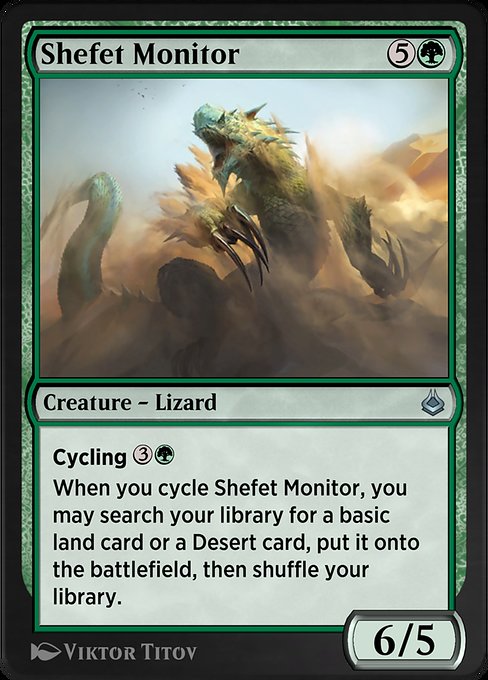 Shefet Monitor 5
Creature – Lizard
Cycling 3
When you cycle Shefet Monitor, you
may search your library for a basic
land card or a Desert card, put it onto
the battlefield, then shuffle your
library.
6/5
Viktor Titov